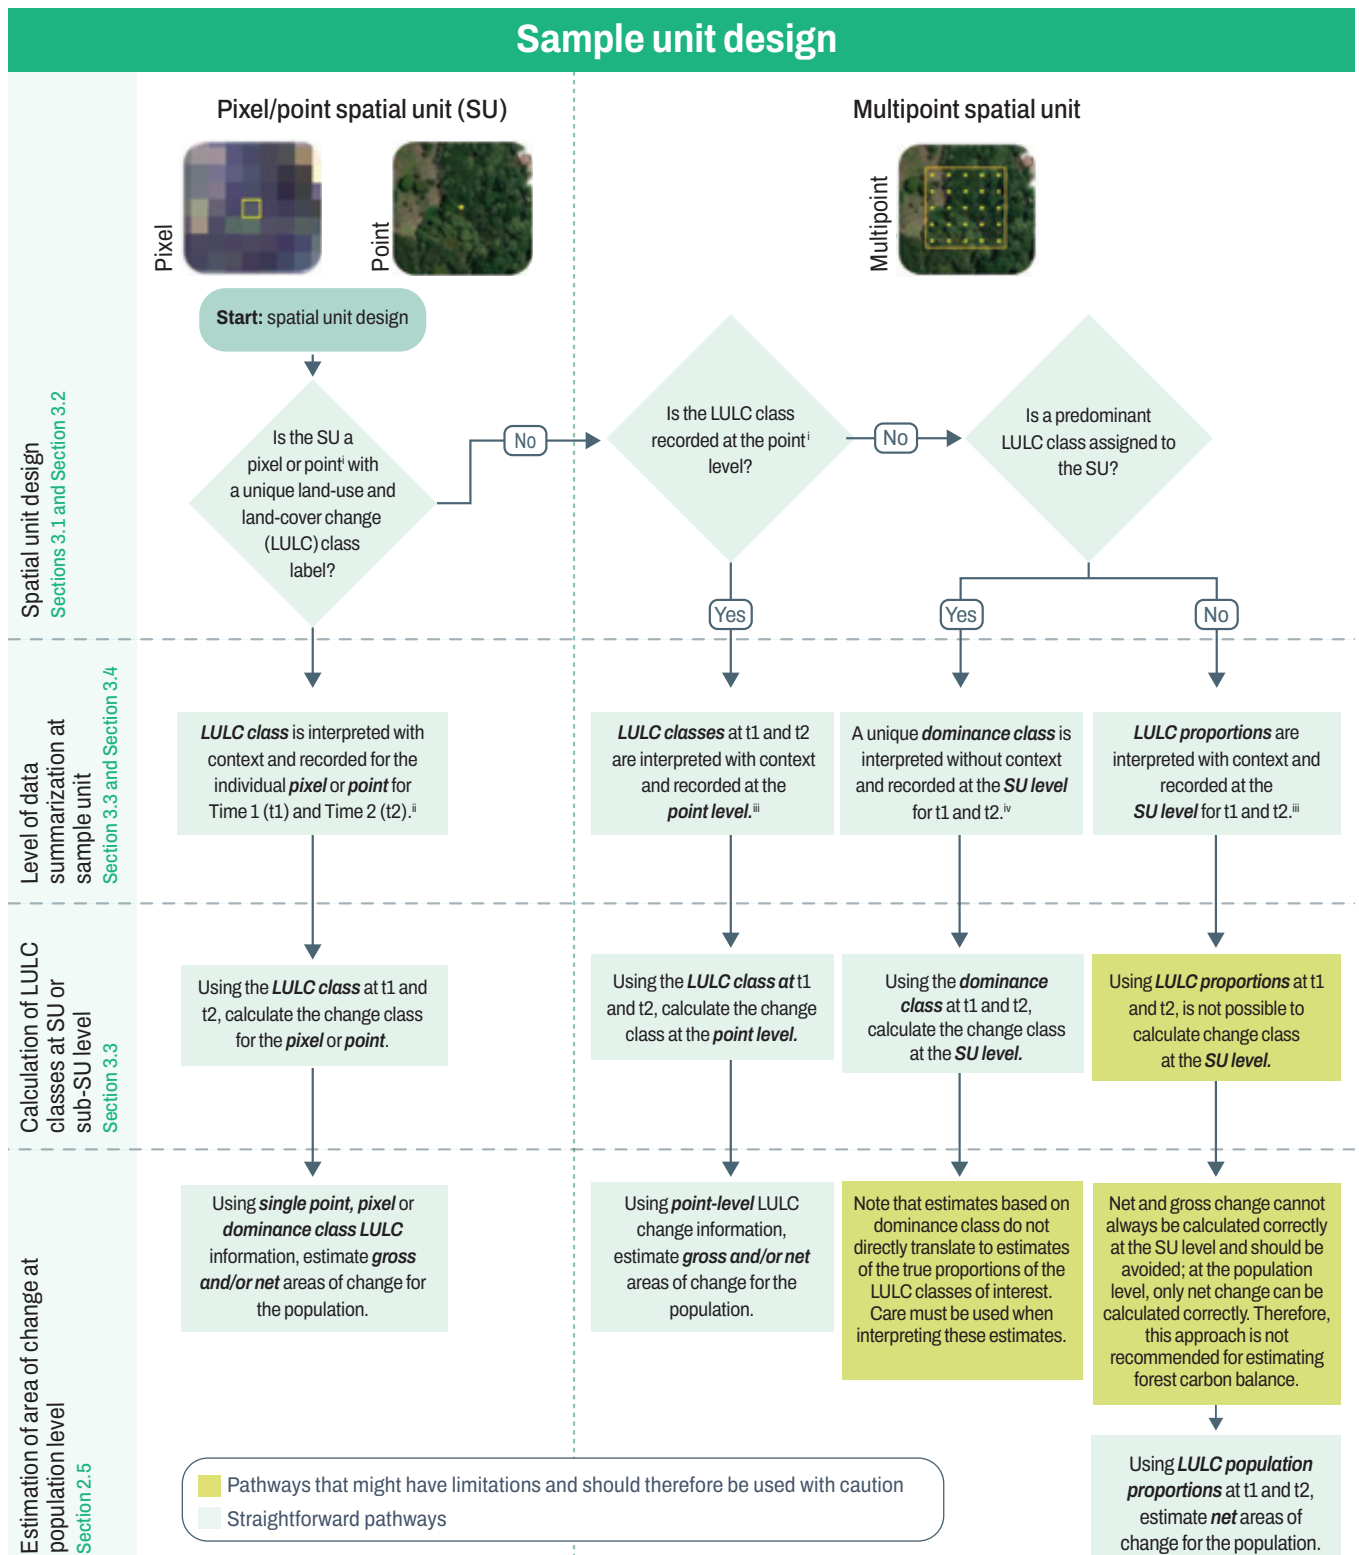 Sample unit design
Pixel/point spatial unit (SU)
Multipoint spatial unit
Pixel
Point
Multipoint
Spatial unit design
Sections 3.1 and Section 3.2
Start: spatial unit design
Is the SU a
pixel or pointⁱ with
a unique land-use and
land-cover change
(LULC) class
label?
No
Is the LULC class
recorded at the pointⁱ
level?
No
Is a predominant
LULC class assigned to
the SU?
Yes
Yes
No
Level of data
summarization at
sample unit
Section 3.3 and Section 3.4
LULC class is interpreted with
context and recorded for the
individual pixel or point for
Time 1 (t1) and Time 2 (t2).ⁱⁱ
LULC classes at t1 and t2
are interpreted with context
and recorded at the
point level.ⁱⁱⁱ
A unique dominance class is
interpreted without context
and recorded at the SU level
for t1 and t2.ⁱᵛ
LULC proportions are
interpreted with context and
recorded at the
SU level for t1 and t2.ⁱⁱⁱ
Calculation of LULC
classes at SU or
sub-SU level
Section 3.3
Using the LULC class at t1 and
t2, calculate the change class
for the pixel or point.
Using the LULC class at t1
and t2, calculate the change
class at the point level.
Using the dominance
class at t1 and t2,
calculate the change class
at the SU level.
Using LULC proportions at t1
and t2, is not possible to
calculate change class
at the SU level.
Estimation of area of change at
population level
Section 2.5
Using single point, pixel or
dominance class LULC
information, estimate gross
and/or net areas of change for
the population.
Using point-level LULC
change information,
estimate gross and/or net
areas of change for the
population.
Note that estimates based on
dominance class do not
directly translate to estimates
of the true proportions of the
LULC classes of interest.
Care must be used when
interpreting these estimates.
Net and gross change cannot
always be calculated correctly
at the SU level and should be
avoided; at the population
level, only net change can be
calculated correctly. Therefore,
this approach is not
recommended for estimating
forest carbon balance.
Using LULC population
proportions at t1 and t2,
estimate net areas of
change for the population.
Pathways that might have limitations and should therefore be used with caution
Straightforward pathways